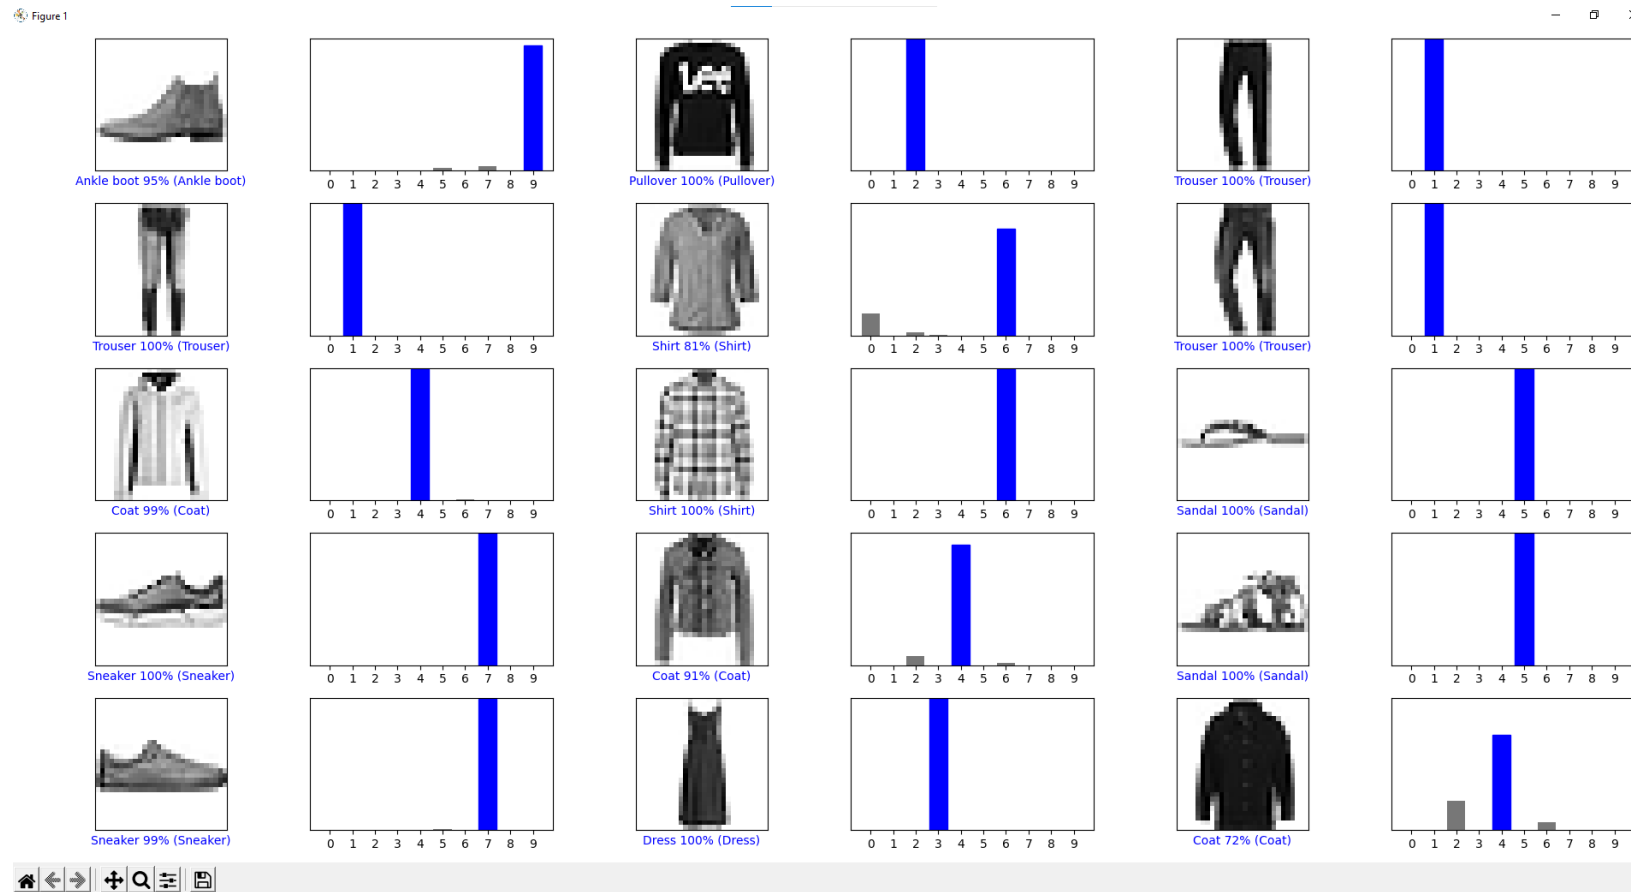 Figure 1
Lee
0 1 2 3 4 5 6 7 8 9
0 1 2 3 4 5 6 7 8 9
0 1 2 3 4 5 6 7 8 9
Ankle boot 95% (Ankle boot)
Pullover 100% (Pullover)
Trouser 100% (Trouser)
0 1 2 3 4 5 6 7 8 9
0 1 2 3 4 5 6 7 8 9
0 1 2 3 4 5 6 7 8 9
Trouser 100% (Trouser)
Shirt 81% (Shirt)
Trouser 100% (Trouser)
0 1 2 3 4 5 6 7 8 9
0 1 2 3 4 5 6 7 8 9
0 1 2 3 4 5 6 7 8 9
Coat 99% (Coat)
Shirt 100% (Shirt)
Sandal 100% (Sandal)
0 1 2 3 4 5 6 7 8 9
0 1 2 3 4 5 6 7 8 9
0 1 2 3 4 5 6 7 8 9
Sneaker 100% (Sneaker)
Coat 91% (Coat)
Sandal 100% (Sandal)
0 1 2 3 4 5 6 7 8 9
0 1 2 3 4 5 6 7 8 9
0 1 2 3 4 5 6 7 8 9
Sneaker 99% (Sneaker)
Dress 100% (Dress)
Coat 72% (Coat)